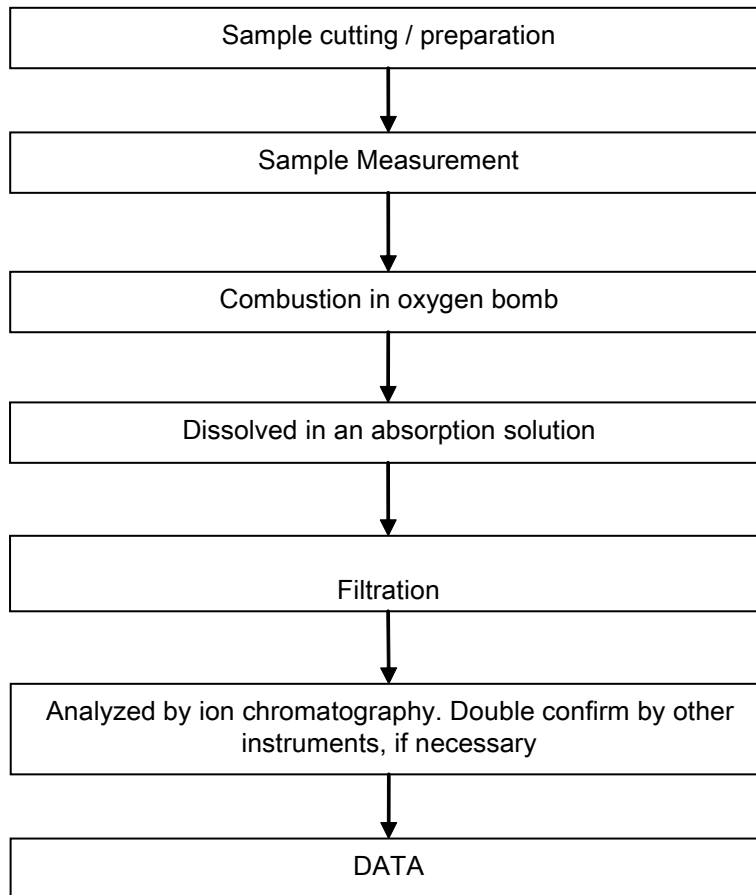 Sample cutting / preparation
Sample Measurement
Combustion in oxygen bomb
Dissolved in an absorption solution
Filtration
Analyzed by ion chromatography. Double confirm by other
instruments, if necessary
DATA